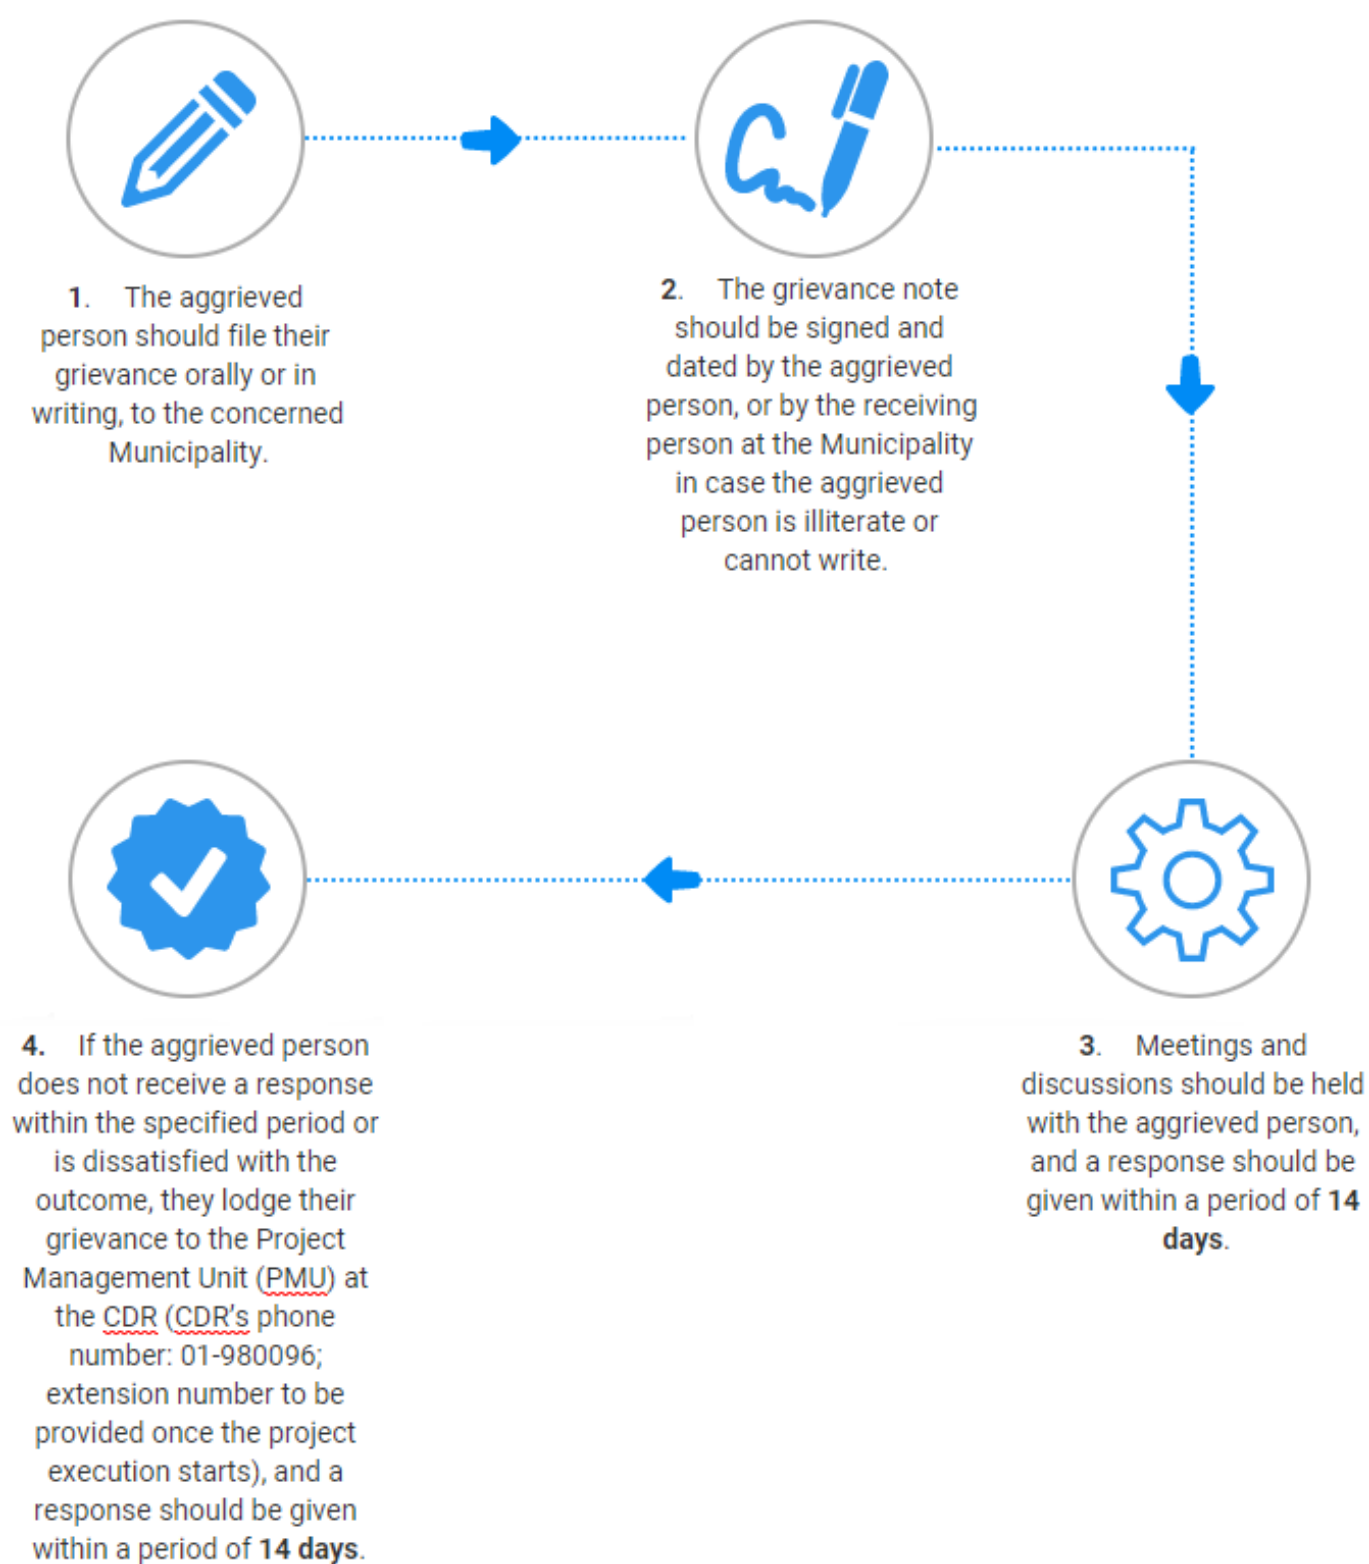 1. The aggrieved
person should file their
grievance orally or in
writing, to the concerned
Municipality.
2. The grievance note
should be signed and
dated by the aggrieved
person, or by the receiving
person at the Municipality
in case the aggrieved
person is illiterate or
cannot write.
3. Meetings and
discussions should be held
with the aggrieved person,
and a response should be
given within a period of 14
days.
4. If the aggrieved person
does not receive a response
within the specified period or
is dissatisfied with the
outcome, they lodge their
grievance to the Project
Management Unit (PMU) at
the CDR (CDR's phone
number: 01-980096;
extension number to be
provided once the project
execution starts), and a
response should be given
within a period of 14 days.